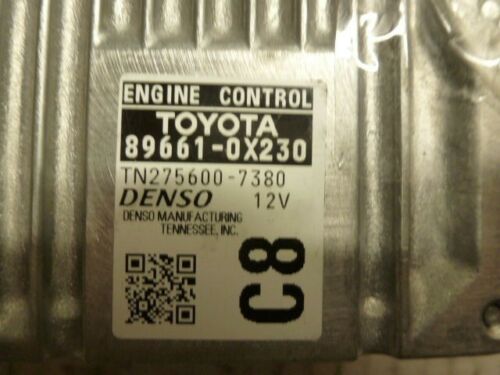 ENGINE CONTROL
TOYOTA
89661-0X230
TN275600-7380
DENSO 12V
DENSO MANUFACTURING
TENNESSEE, INC.
C8